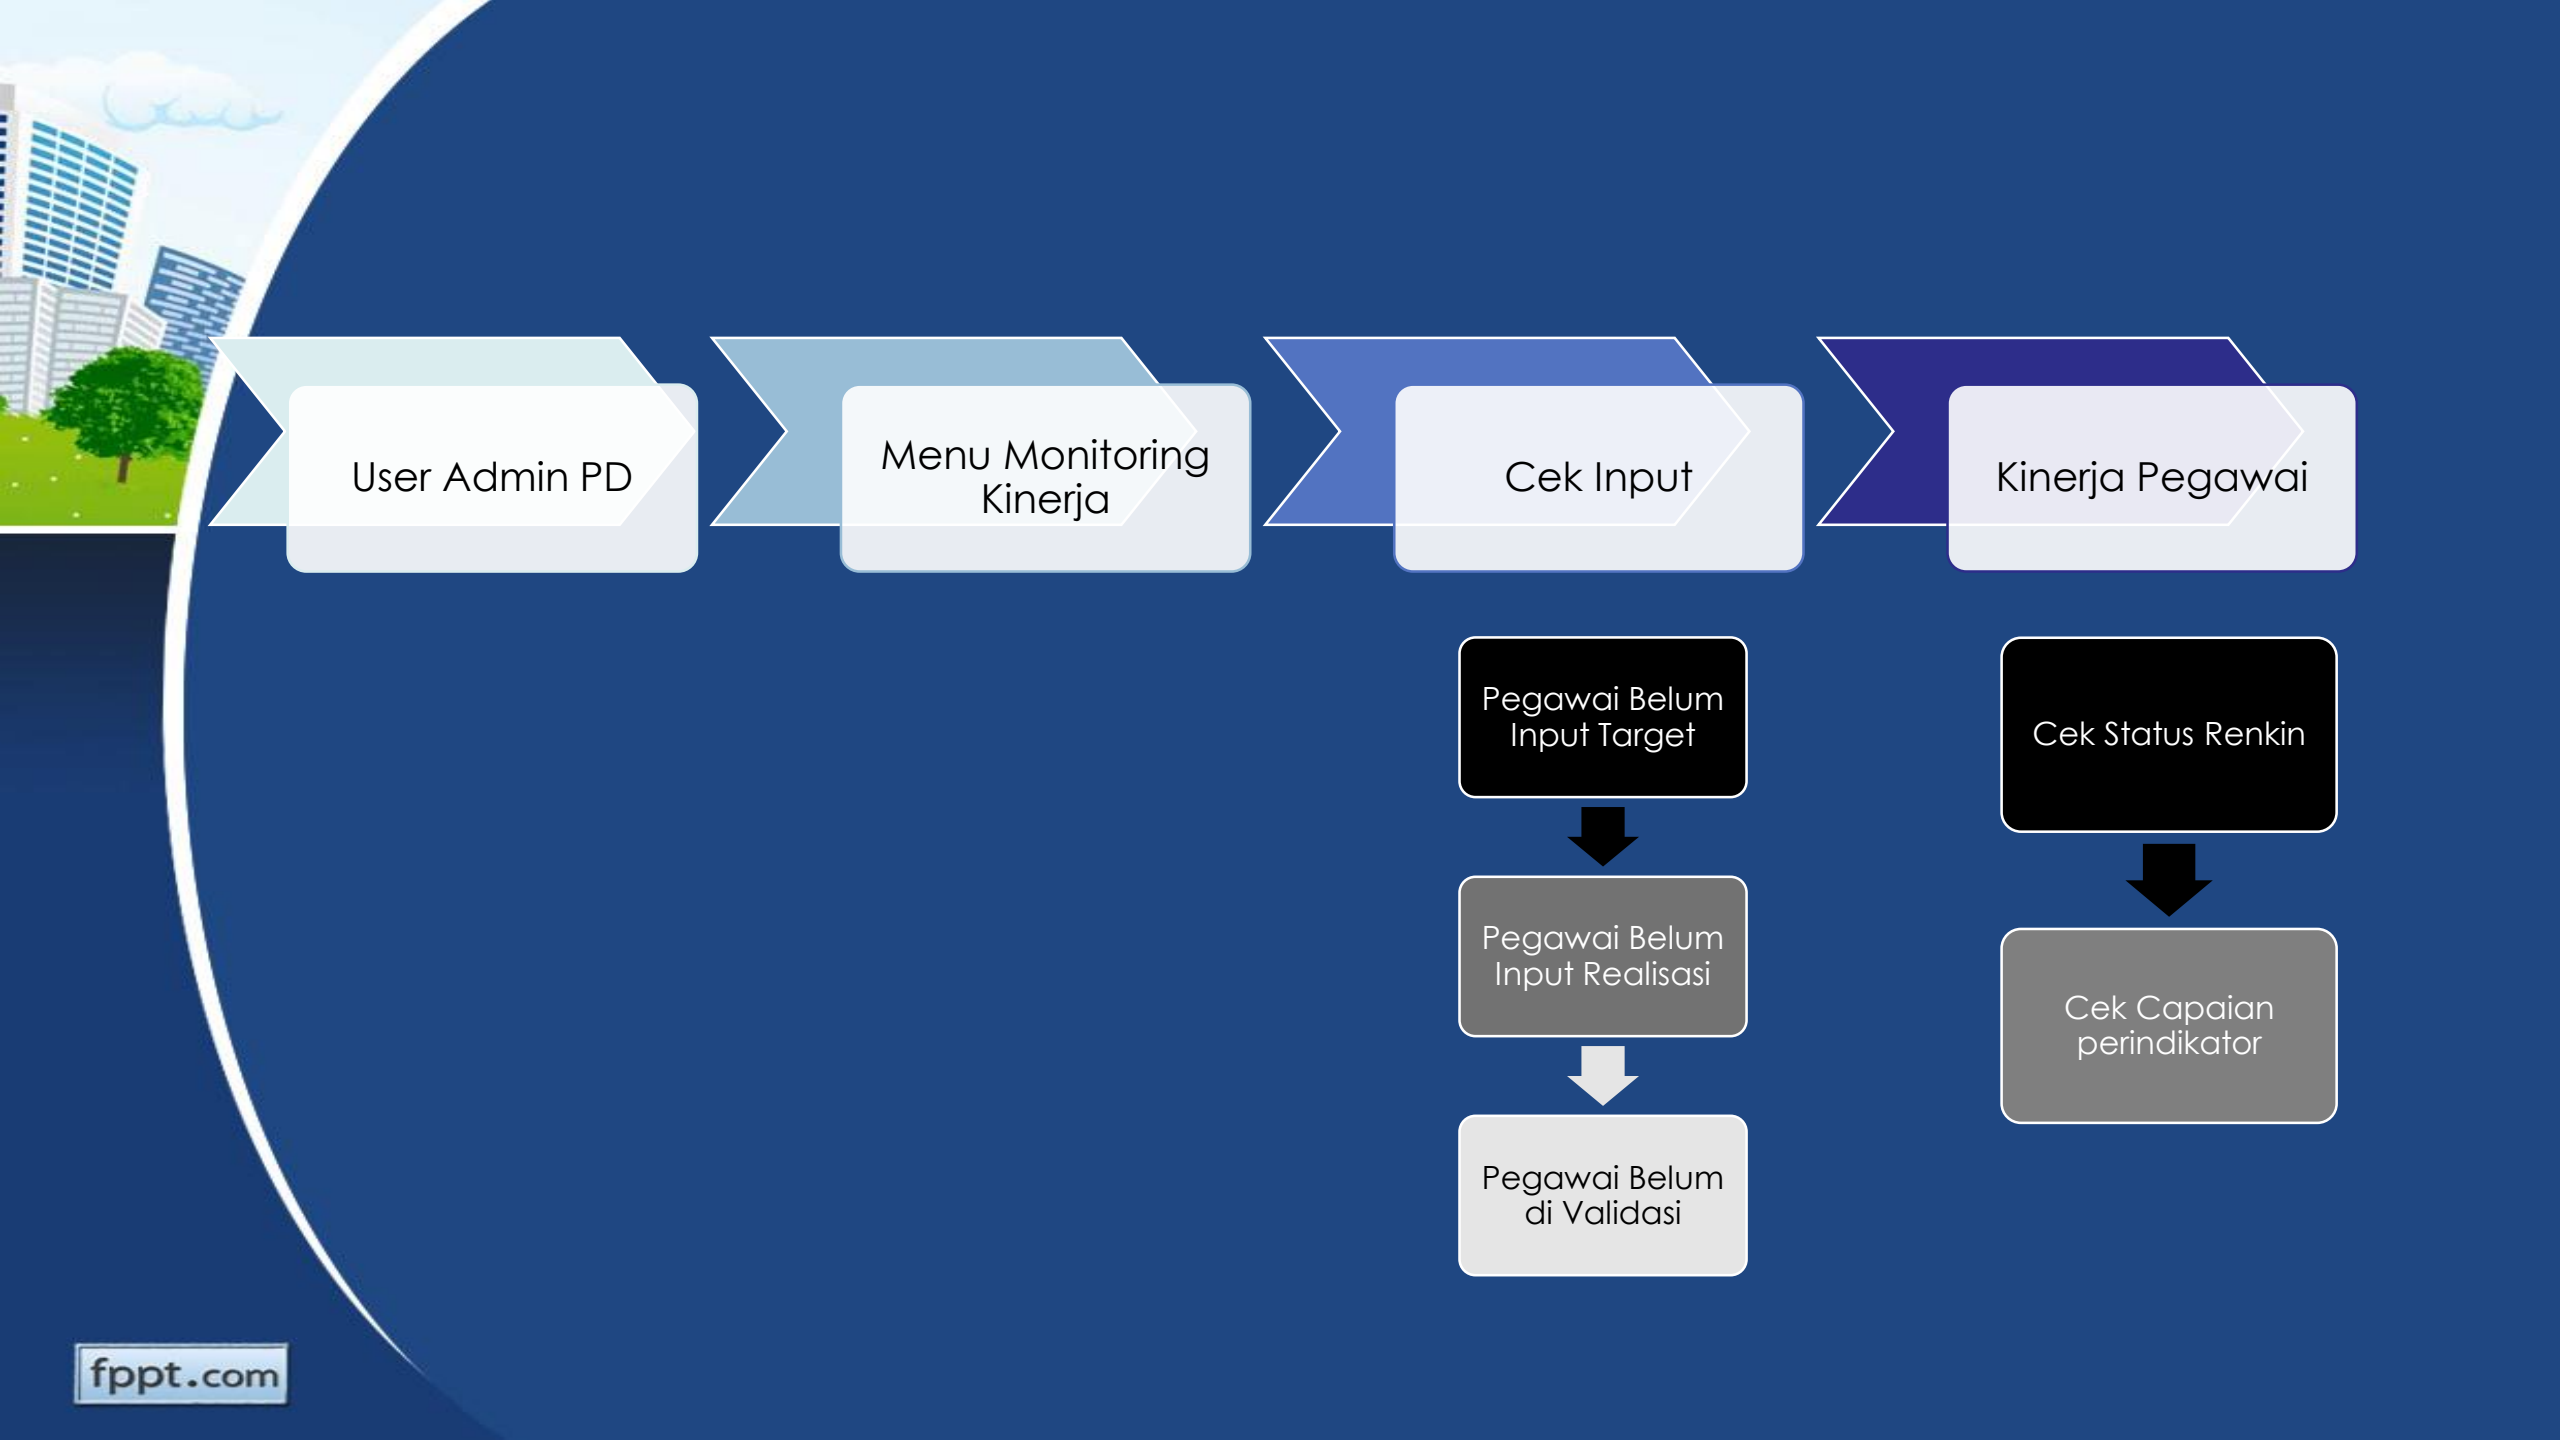 User Admin PD
Menu Monitoring
Kinerja
Cek Input
Kinerja Pegawai
Pegawai Belum
Input Target
Pegawai Belum
Input Realisasi
Pegawai Belum
di Validasi
Cek Status Renkin
Cek Capaian
perindikator
fppt.com